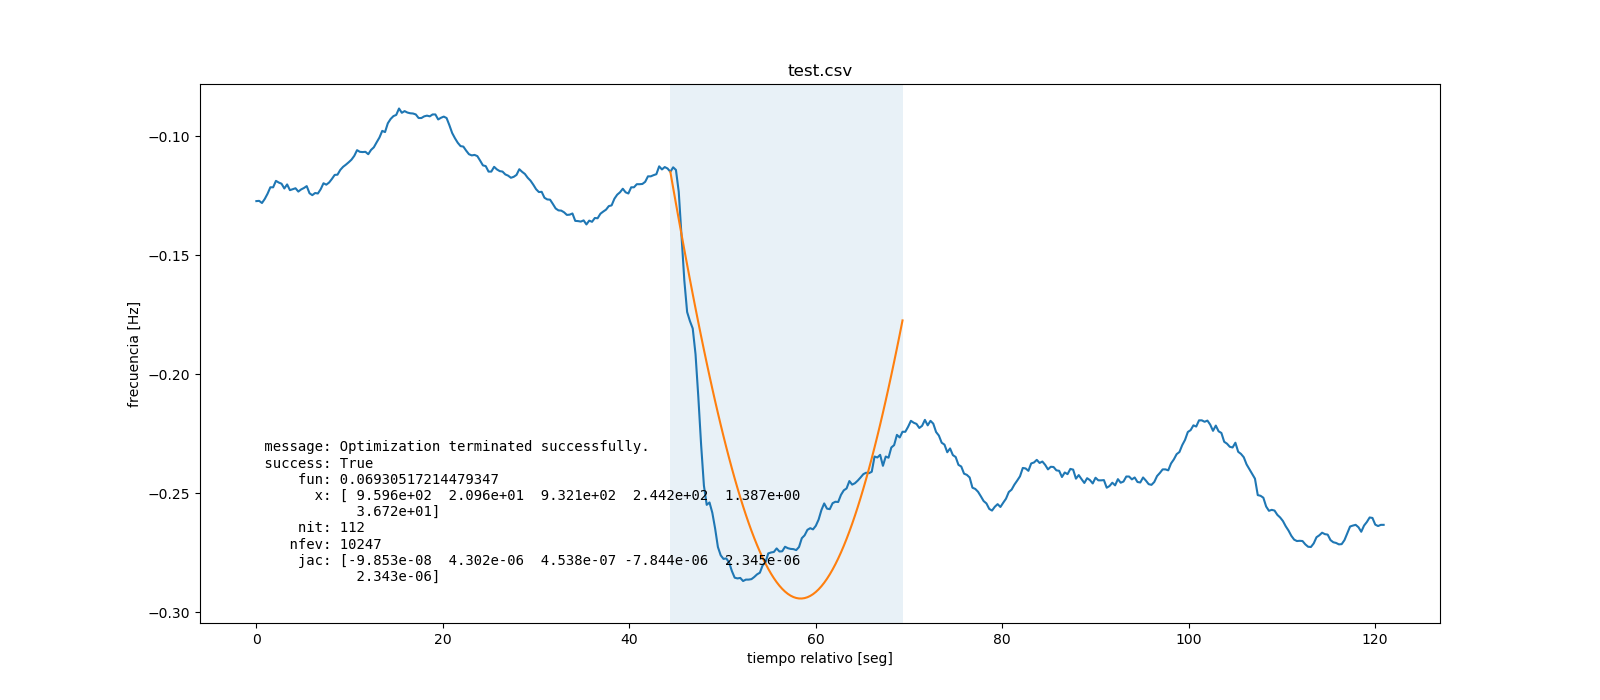 test.csv
frecuencia [Hz]
−0.10
−0.15
−0.20
−0.25
−0.30
message: Optimization terminated successfully.
success: True
fun: 0.06930517214479347
x: [ 9.596e+02 2.096e+01 9.321e+02 2.442e+02 1.387e+00
3.672e+01]
nit: 112
nfev: 10247
jac: [-9.853e-08 4.302e-06 4.538e-07 -7.844e-06 2.345e-06
2.343e-06]
0 20 40 60 80 100 120
tiempo relativo [seg]